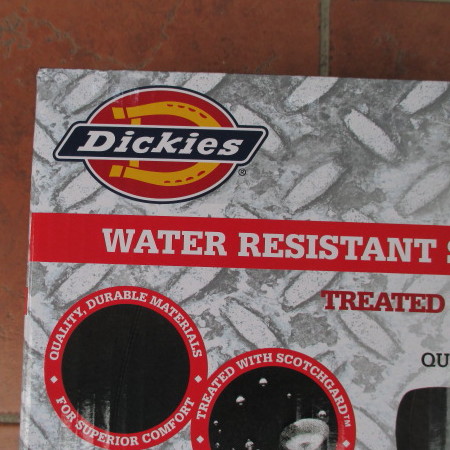 Dickies
®
WATER RESISTANT S
TREATED
QU
QUALITY, DURABLE MATERIALS
FOR SUPERIOR COMFORT
TREATED WITH SCOTCHGARD™